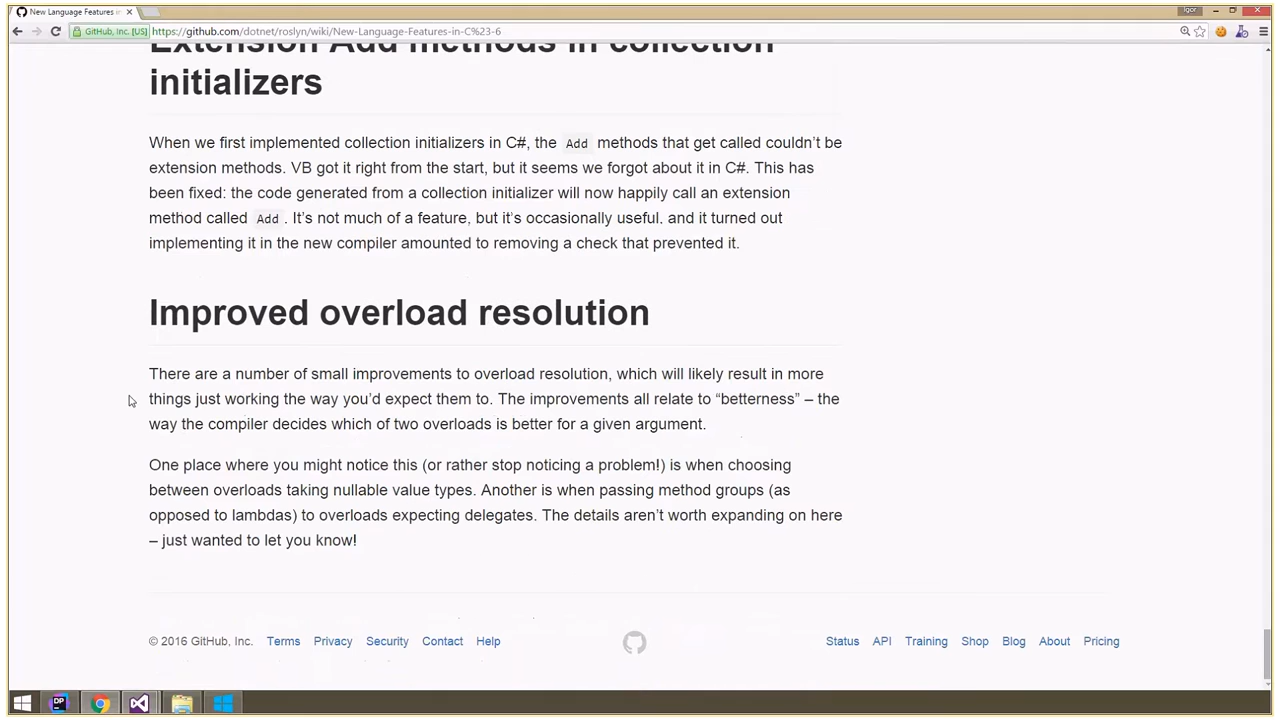 New Language Features in
Igor
GitHub, Inc. [US] https://github.com/dotnet/roslyn/wiki/New-Language-Features-in-C%23-6
Extension Add methods in collection
initializers
When we first implemented collection initializers in C#, the Add methods that get called couldn’t be
extension methods. VB got it right from the start, but it seems we forgot about it in C#. This has
been fixed: the code generated from a collection initializer will now happily call an extension
method called Add. It’s not much of a feature, but it’s occasionally useful, and it turned out
implementing it in the new compiler amounted to removing a check that prevented it.
Improved overload resolution
There are a number of small improvements to overload resolution, which will likely result in more
things just working the way you’d expect them to. The improvements all relate to “betterness” – the
way the compiler decides which of two overloads is better for a given argument.
One place where you might notice this (or rather stop noticing a problem!) is when choosing
between overloads taking nullable value types. Another is when passing method groups (as
opposed to lambdas) to overloads expecting delegates. The details aren’t worth expanding on here
– just wanted to let you know!
© 2016 GitHub, Inc. Terms Privacy Security Contact Help Status API Training Shop Blog About Pricing
DP